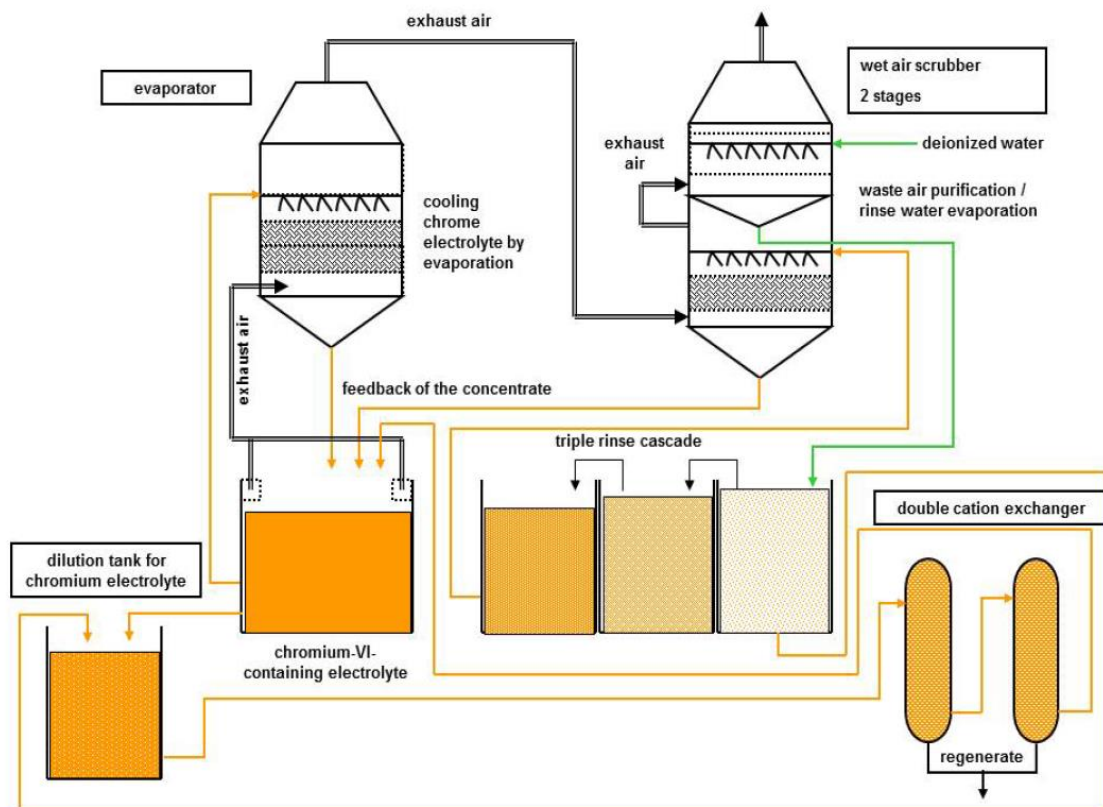 exhaust air
evaporator
wet air scrubber
2 stages
exhaust
air
deionized water
waste air purification /
rinse water evaporation
cooling
chrome
electrolyte by
evaporation
exhaust air
feedback of the concentrate
triple rinse cascade
double cation exchanger
dilution tank for
chromium electrolyte
chromium-VI-
containing electrolyte
regenerate